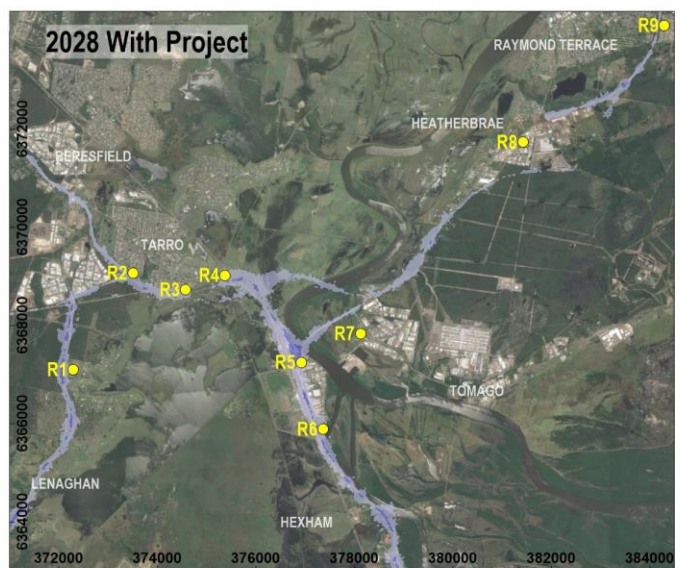 2028 With Project
R9
RAYMOND TERRACE
HEATHERBRAE
R8
BERESFIELD
TARRO
R2
R3
R4
R7
R5
R1
TOMAGO
R6
LENAGHAN
HEXHAM
6372000
6370000
6368000
6366000
6364000
372000 374000 376000 378000 380000 382000 384000